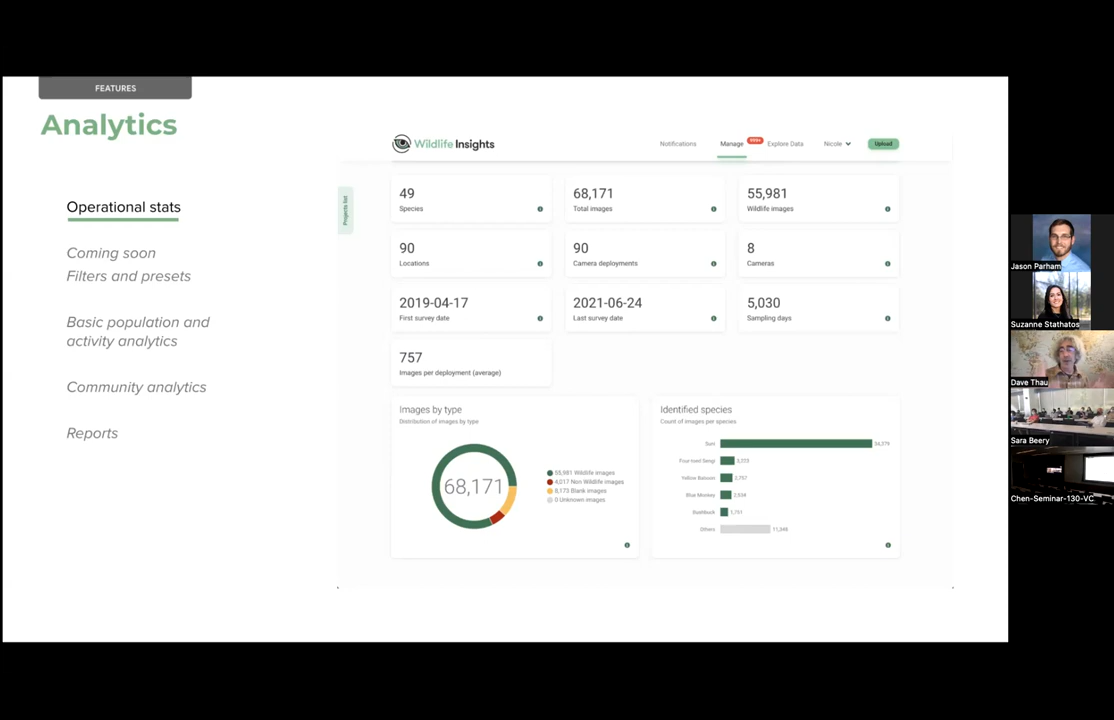 FEATURES
Analytics
Operational stats
Coming soon
Filters and presets
Basic population and
activity analytics
Community analytics
Reports
Wildlife Insights
Notifications
Manage
Explore Data
Nicole
Upload
Projects list
49
Species
68,171
Total images
55,981
Wildlife images
90
Locations
90
Camera deployments
8
Cameras
2019-04-17
First survey date
2021-06-24
Last survey date
5,030
Sampling days
757
Images per deployment (average)
Images by type
Distribution of images by type
68,171
55,981 Wildlife images
4,017 Non Wildlife images
8,173 Blank images
0 Unknown images
Identified species
Count of images per species
Suni
Four-toed Sengi
Yellow Baboon
Blue Monkey
Bushbuck
1,751
Others
Jason Parham
Suzanne Stathatos
Dave Thau
Sara Beery
Chen-Seminar-130-VC